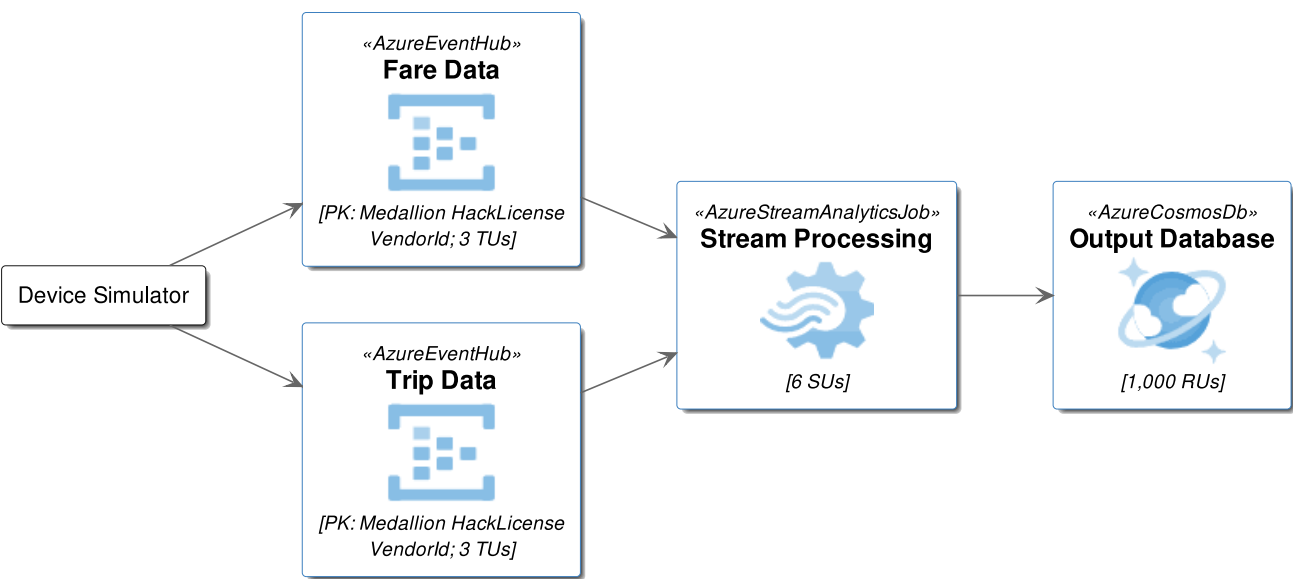 «AzureEventHub»
Fare Data
[PK: Medallion HackLicense
VendorId; 3 TUs]
Device Simulator
«AzureEventHub»
Trip Data
[PK: Medallion HackLicense
VendorId; 3 TUs]
«AzureStreamAnalyticsJob»
Stream Processing
[6 SUs]
«AzureCosmosDb»
Output Database
[1,000 RUs]